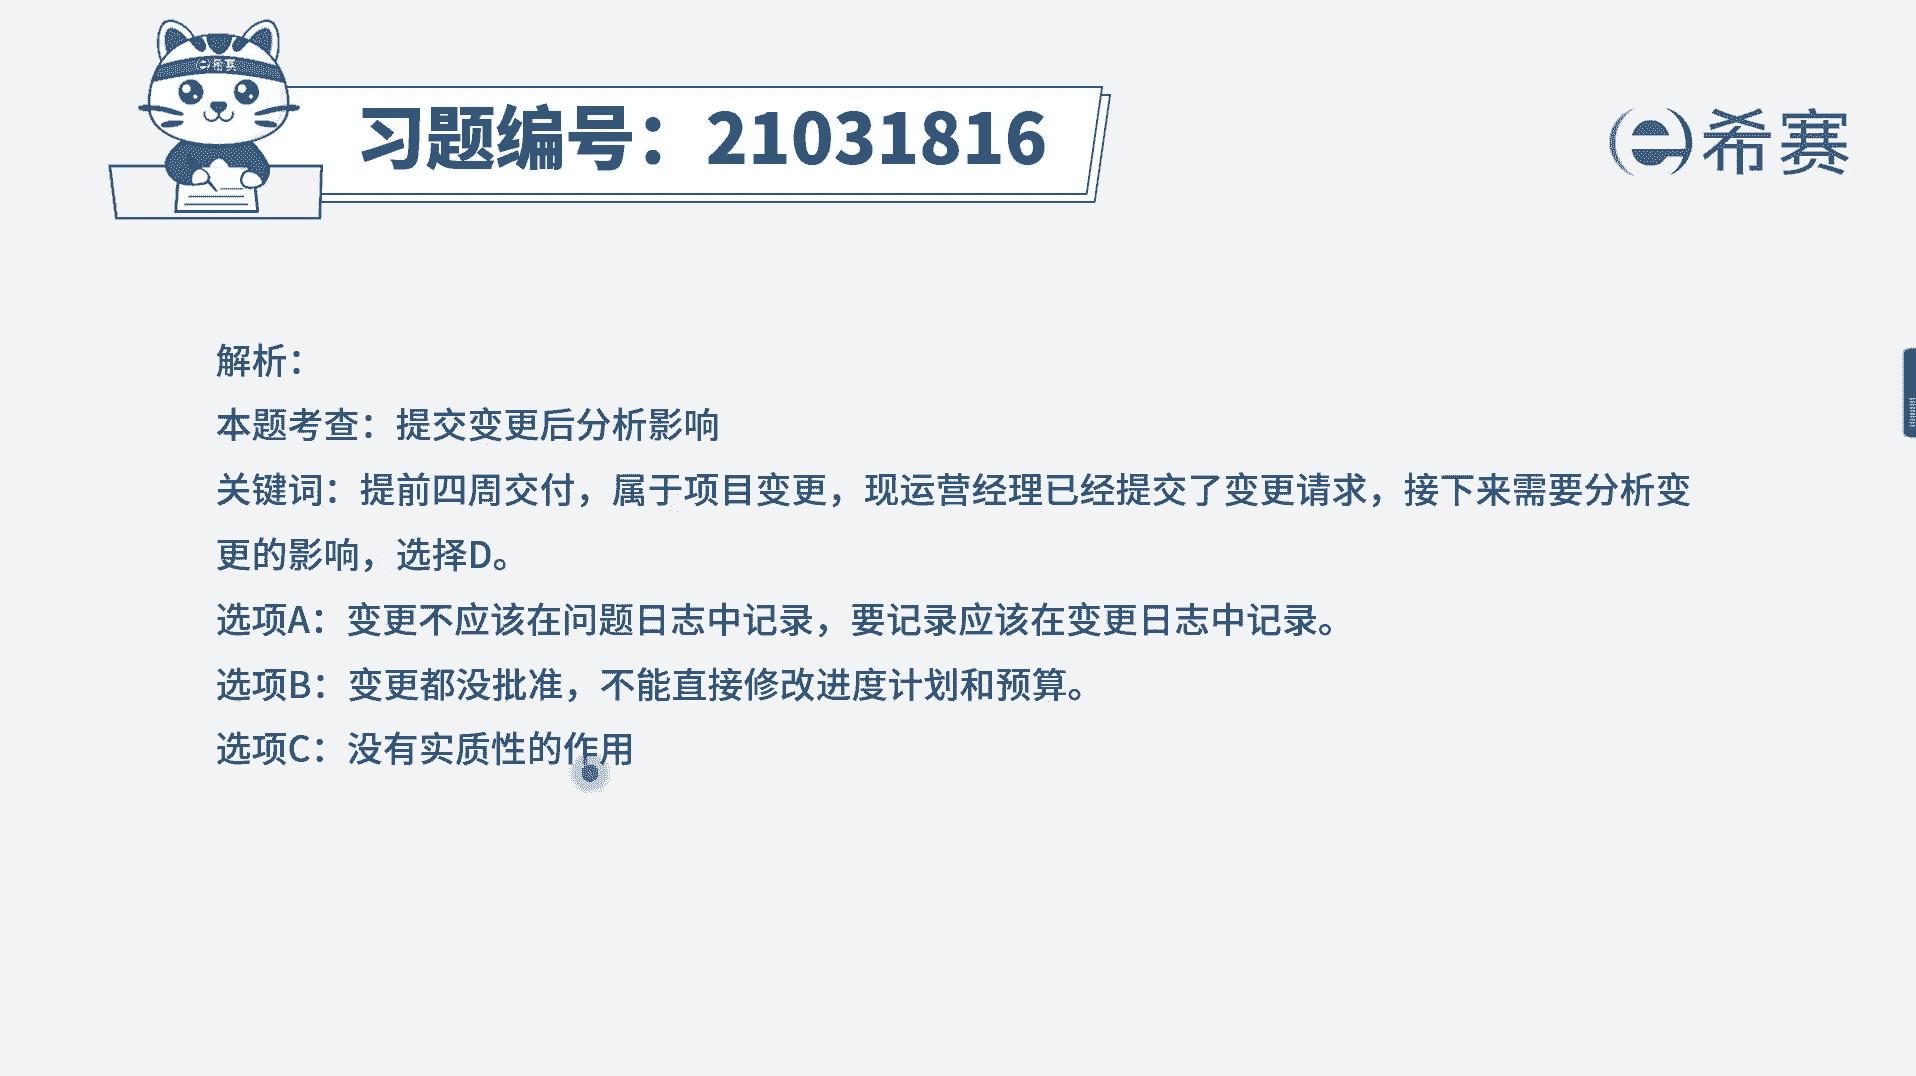 希赛
习题编号：21031816
希赛
解析：
本题考查：提交变更后分析影响
关键词：提前四周交付，属于项目变更，现运营经理已经提交了变更请求，接下来需要分析变
更的影响，选择D。
选项A：变更不应该在问题日志中记录，要记录应该在变更日志中记录。
选项B：变更都没批准，不能直接修改进度计划和预算。
选项C：没有实质性的作用